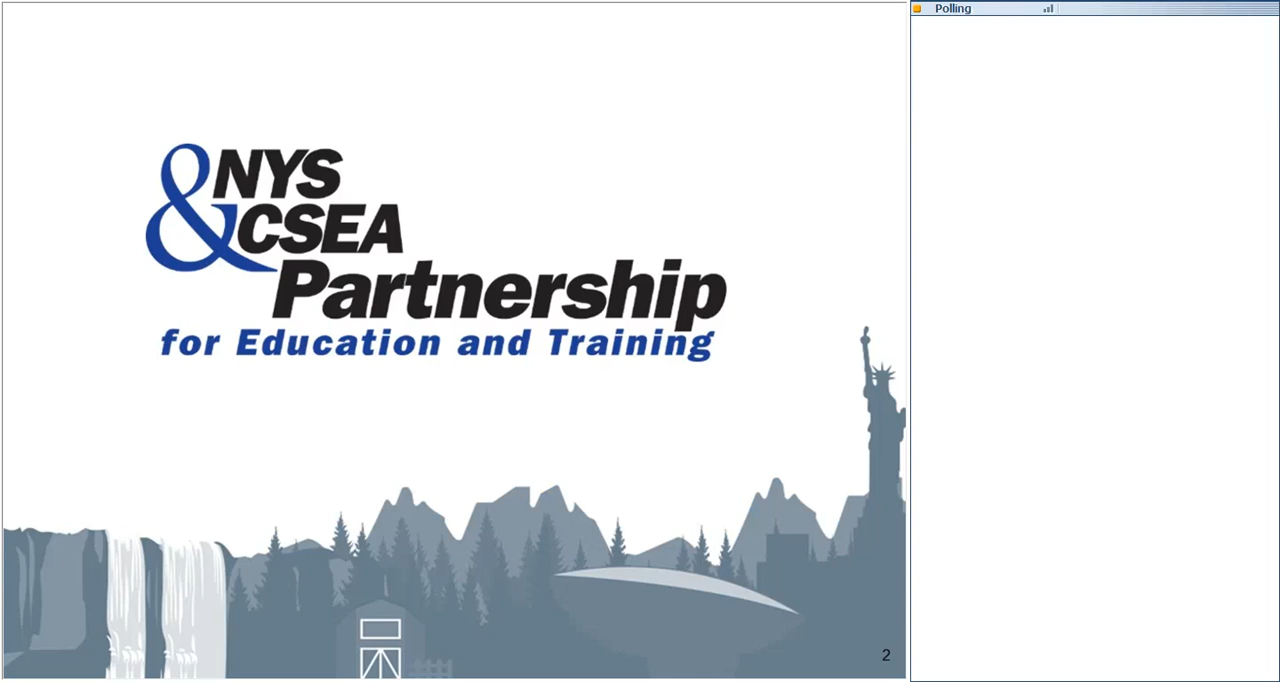 &NYS
CSEA
Partnership
for Education and Training
2
Polling